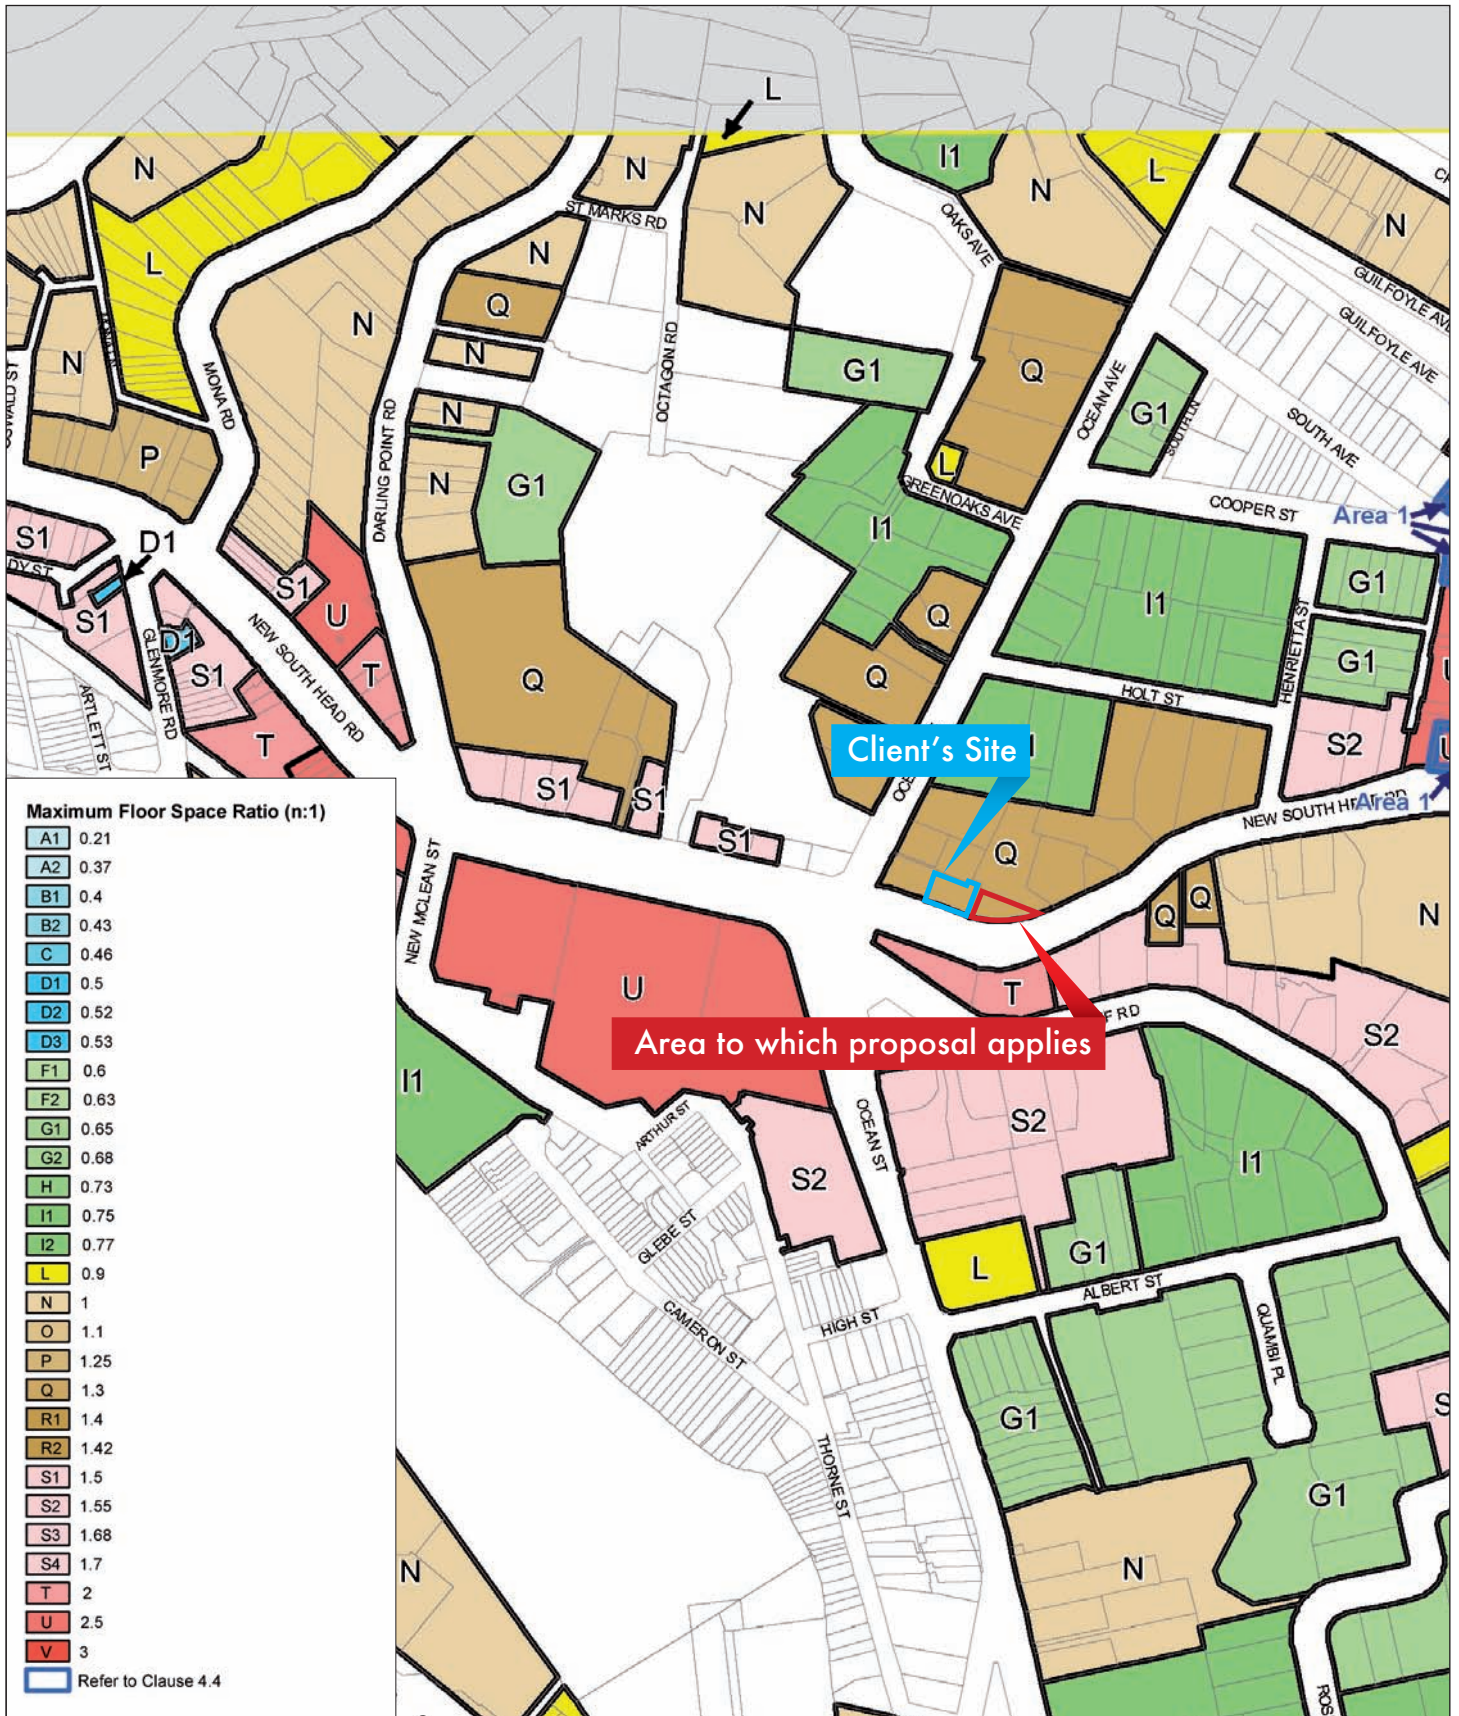 L
N
N
I1
N
L
N
N
L
ST MARKS RD
OAKS AVE
N
Q
N
N
MONA RD
OCTAGON RD
N
G1
Q
GUILFOYLE AVE
GUILFOYLE AVE
OCEAN AVE
G1
SOUTH LN
SOUTH AVE
N
P
DARLING POINT RD
N
G1
L
GREENOAKS AVE
COOPER ST
Area 1
S1
D1
I1
G1
S1
D1
S1
GLENMORE RD
NEW SOUTH HEAD RD
S1
U
T
T
ARTLETT ST
Q
Q
Q
I1
HENRIETTA ST
G1
HOLT ST
S2
Client's Site
S1
S1
S1
Q
NEW SOUTH HEAD RD
Area 1
NEW MCLEAN ST
Q
Q
N
U
T
Area to which proposal applies
F RD
S2
I1
ARTHUR ST
OCEAN ST
S2
S2
I1
GLEBE ST
L
G1
ALBERT ST
CAMERON ST
HIGH ST
QUAMBI PL
G1
THORNE ST
G1
N
N
ROS
Maximum Floor Space Ratio (n:1)
A1 0.21
A2 0.37
B1 0.4
B2 0.43
C 0.46
D1 0.5
D2 0.52
D3 0.53
F1 0.6
F2 0.63
G1 0.65
G2 0.68
H 0.73
I1 0.75
I2 0.77
L 0.9
N 1
O 1.1
P 1.25
Q 1.3
R1 1.4
R2 1.42
S1 1.5
S2 1.55
S3 1.68
S4 1.7
T 2
U 2.5
V 3
Refer to Clause 4.4